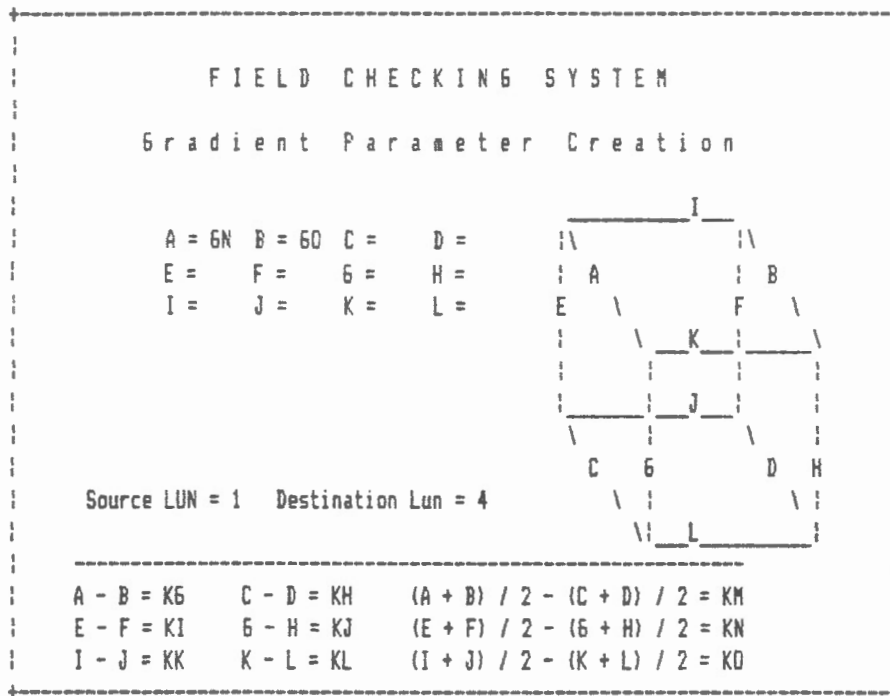 FIELD CHECKING SYSTEM
Gradient Parameter Creation
I
A = GN B = GO C = D =
E = F = G = H =
A B
I = J = K = L =
E F
K
J
C G D H
Source LUN = 1 Destination Lun = 4
L
A - B = KG C - D = KH (A + B) / 2 - (C + D) / 2 = KM
E - F = KI G - H = KJ (E + F) / 2 - (G + H) / 2 = KN
I - J = KK K - L = KL (I + J) / 2 - (K + L) / 2 = KO